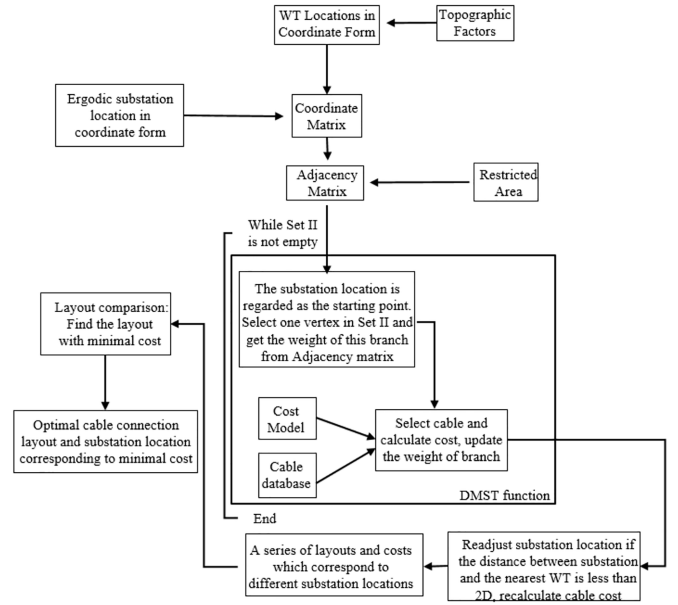 WT Locations in
Coordinate Form
Topographic
Factors
Ergodic substation
location in
coordinate form
Coordinate
Matrix
Adjacency
Matrix
Restricted
Area
While Set II
is not empty
The substation location is
regarded as the starting point.
Select one vertex in Set II and
get the weight of this branch
from Adjacency matrix
Layout comparison:
Find the layout
with minimal cost
Cost
Model
Select cable and
calculate cost, update
the weight of branch
Optimal cable connection
layout and substation location
corresponding to minimal cost
Cable
database
DMST function
End
A series of layouts and costs
which correspond to
different substation locations
Readjust substation location if
the distance between substation
and the nearest WT is less than
2D, recalculate cable cost